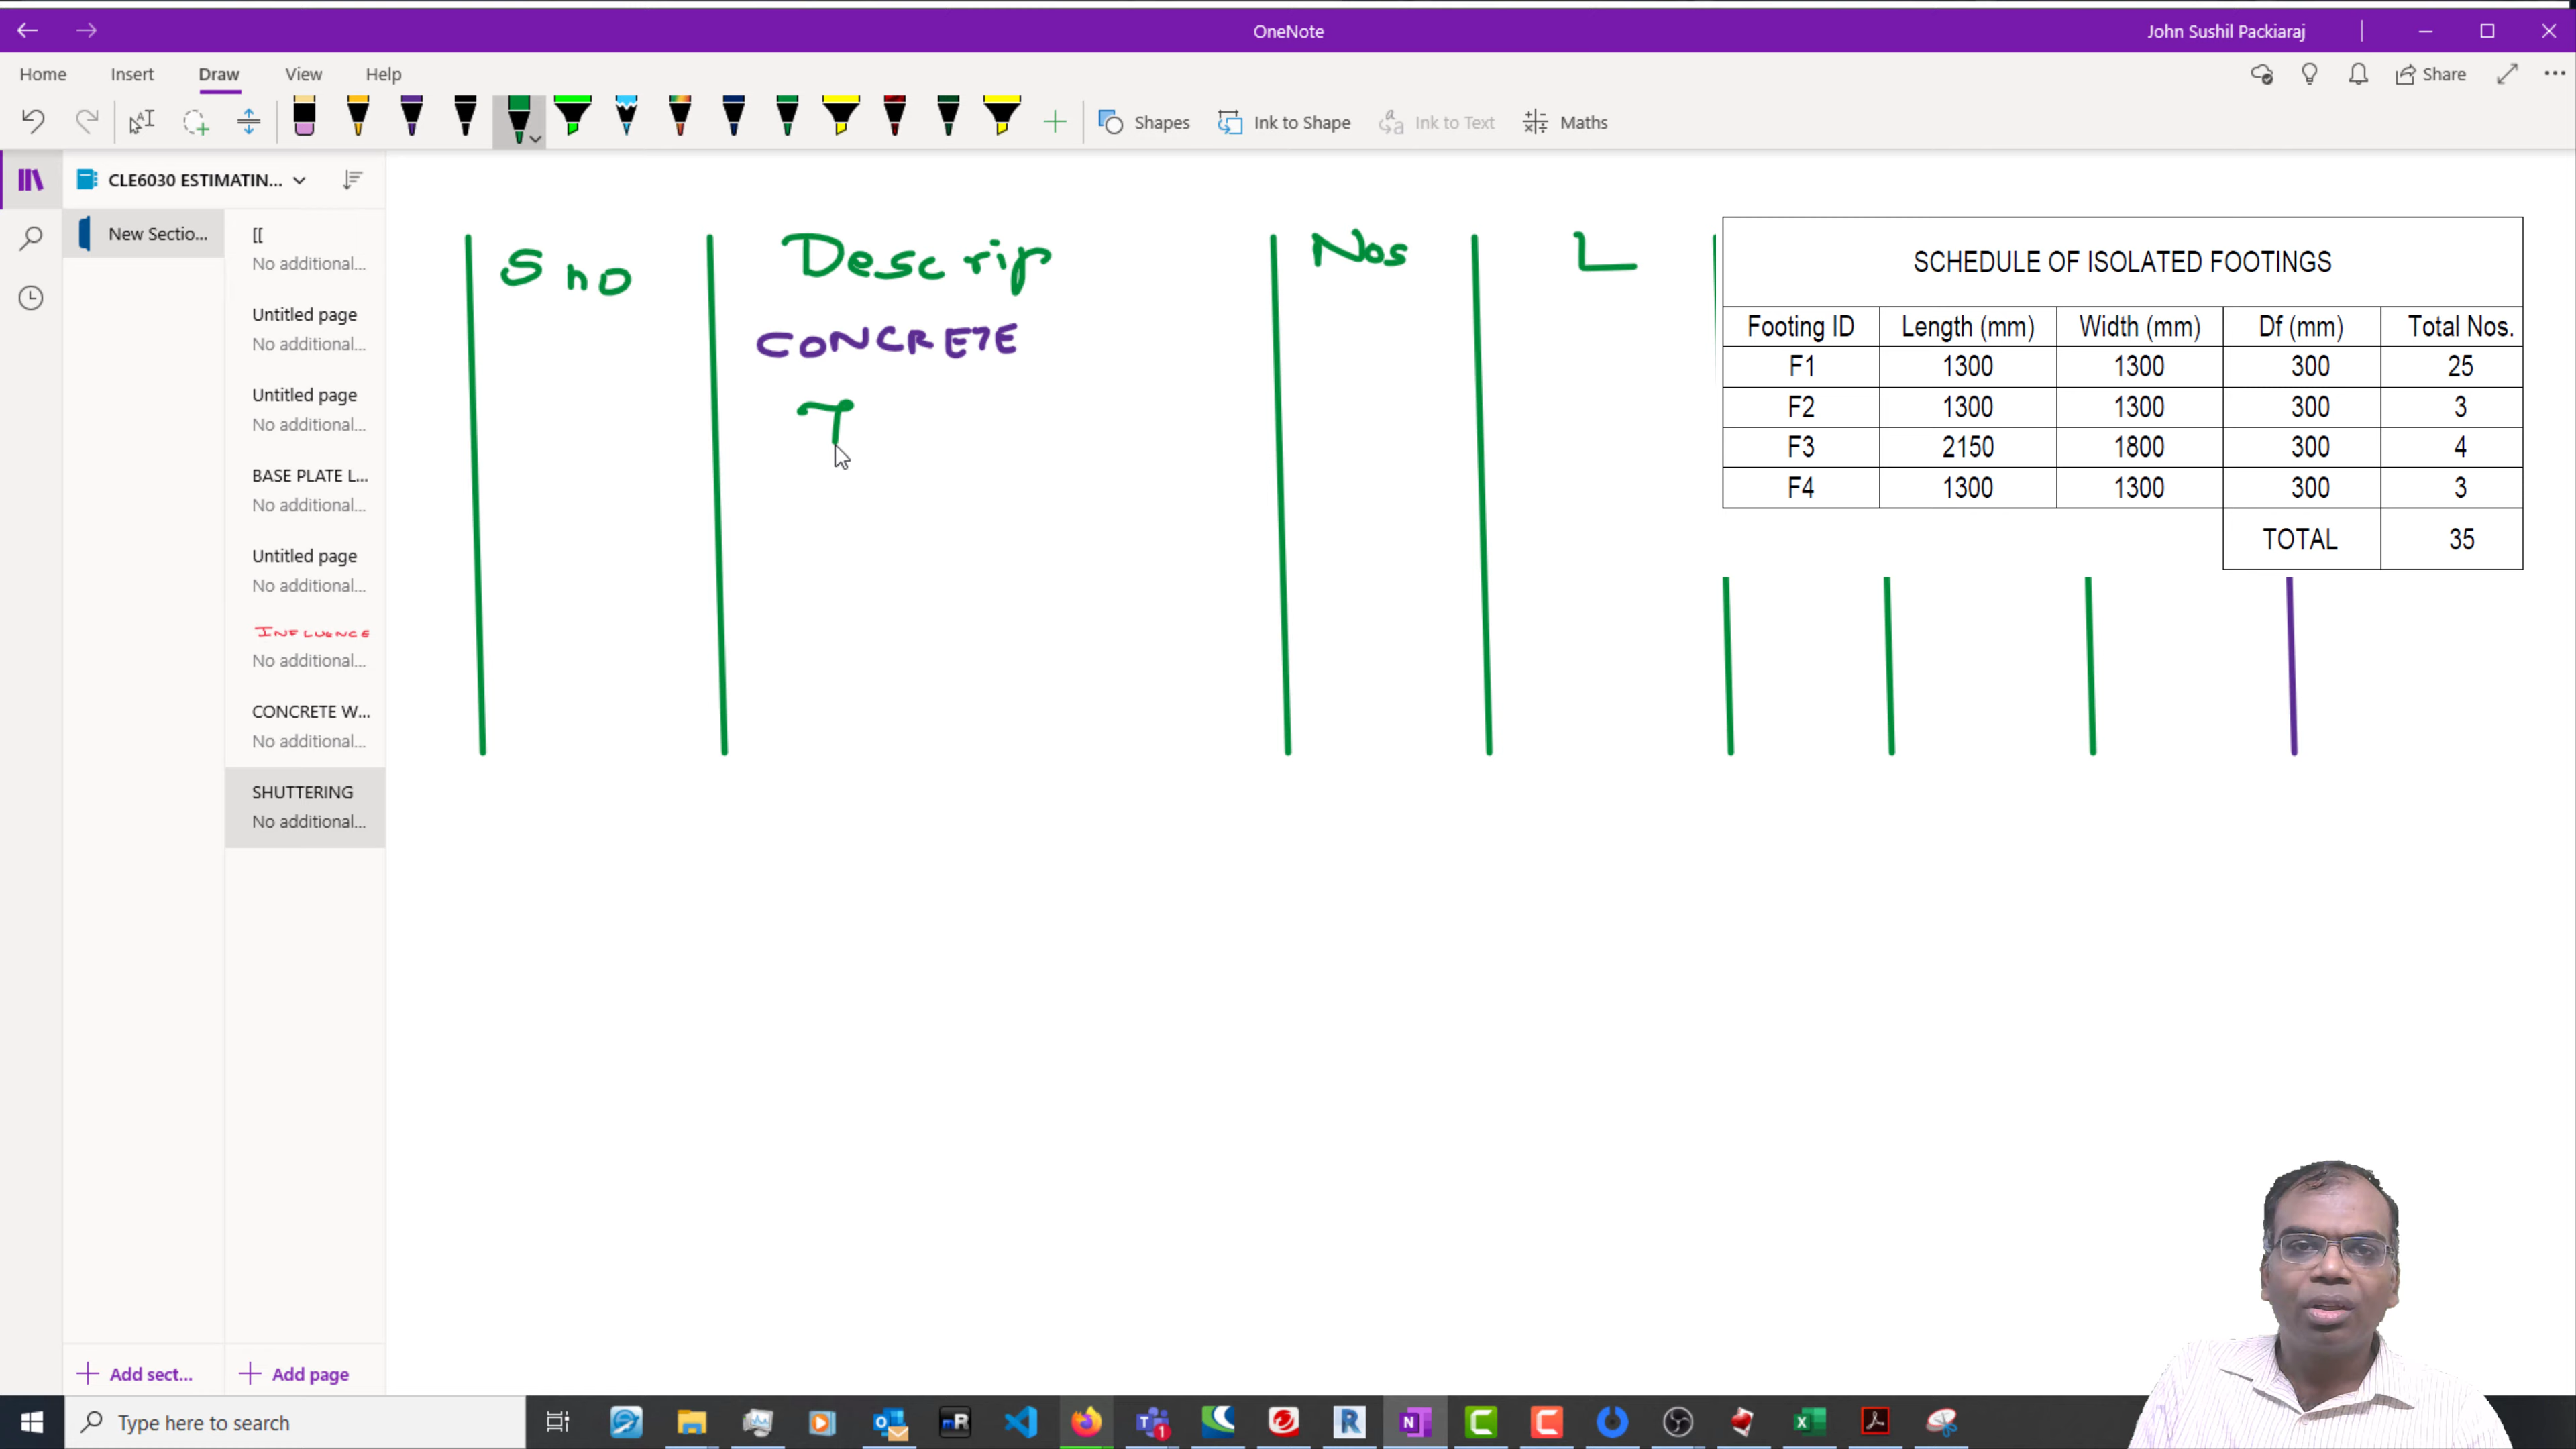 OneNote
John Sushil Packiaraj
Home Insert Draw View Help
Share
Shapes
Ink to Shape
Ink to Text
Maths
CLE6030 ESTIMATIN...
New Sectio...
[[
No additional...
Untitled page
No additional...
Untitled page
No additional...
BASE PLATE L...
No additional...
Untitled page
No additional...
INFLUENCE
No additional...
CONCRETE W...
No additional...
SHUTTERING
No additional...
Add sect...
Add page
S no Descrip Nos L
CONCRETE
T
SCHEDULE OF ISOLATED FOOTINGS
Footing ID Length (mm) Width (mm) Df (mm) Total Nos.
F1 1300 1300 300 25
F2 1300 1300 300 3
F3 2150 1800 300 4
F4 1300 1300 300 3
TOTAL 35
Type here to search